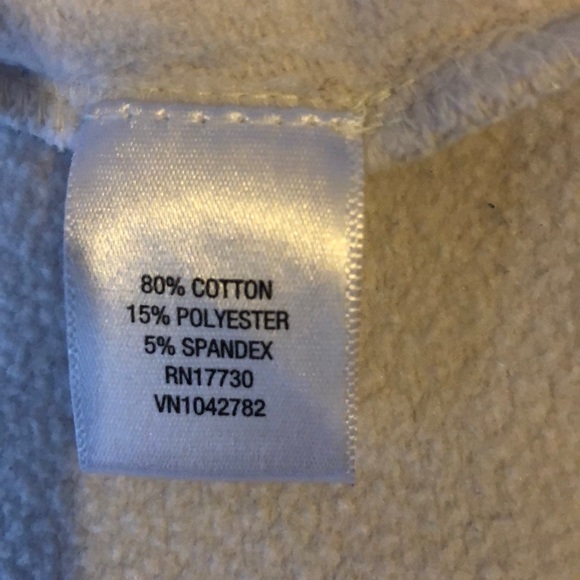 80% COTTON
15% POLYESTER
5% SPANDEX
RN17730
VN1042782